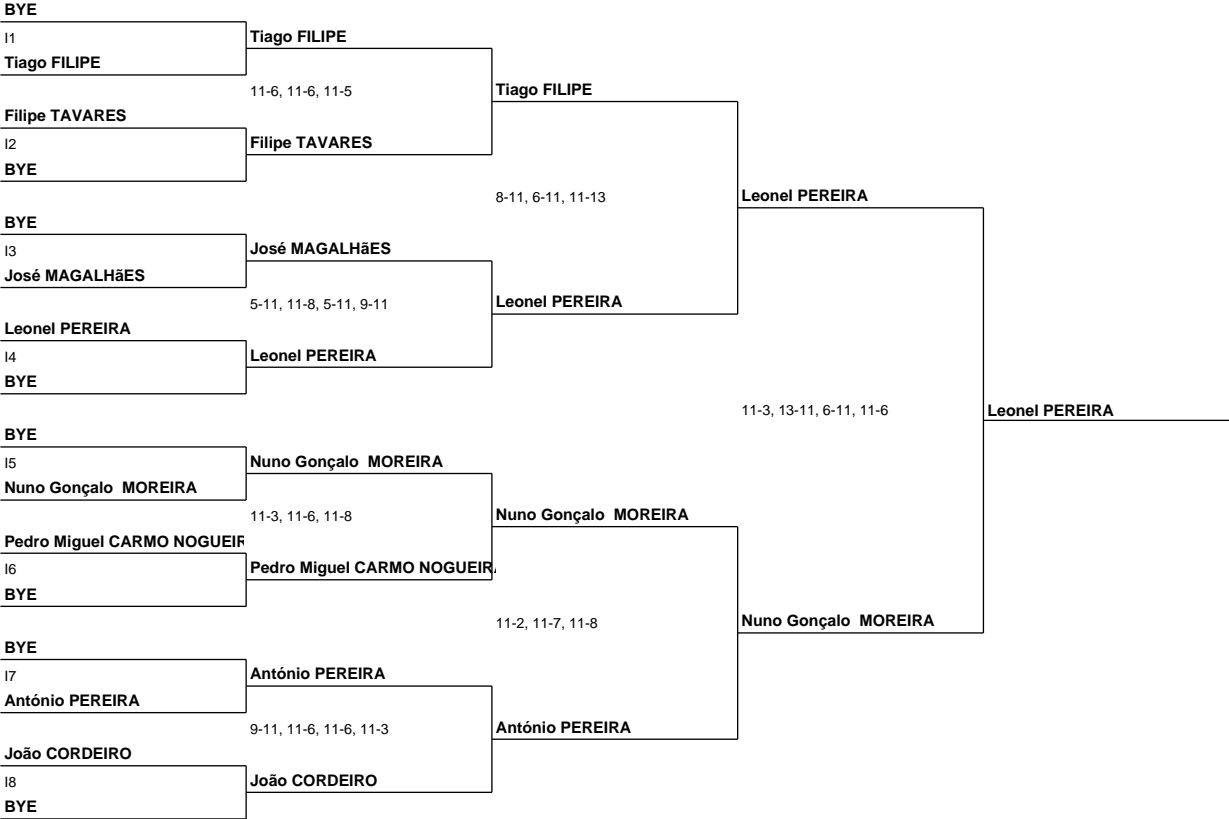 BYE
I1
Tiago FILIPE
Tiago FILIPE
11-6, 11-6, 11-5
Tiago FILIPE
Filipe TAVARES
I2
Filipe TAVARES
BYE
8-11, 6-11, 11-13
Leonel PEREIRA
BYE
I3
José MAGALHãES
José MAGALHãES
5-11, 11-8, 5-11, 9-11
Leonel PEREIRA
Leonel PEREIRA
I4
Leonel PEREIRA
BYE
11-3, 13-11, 6-11, 11-6
Leonel PEREIRA
BYE
I5
Nuno Gonçalo  MOREIRA
Nuno Gonçalo  MOREIRA
11-3, 11-6, 11-8
Nuno Gonçalo  MOREIRA
Pedro Miguel CARMO NOGUEIR
I6
Pedro Miguel CARMO NOGUEIR
BYE
11-2, 11-7, 11-8
Nuno Gonçalo  MOREIRA
BYE
I7
António PEREIRA
António PEREIRA
9-11, 11-6, 11-6, 11-3
António PEREIRA
João CORDEIRO
I8
João CORDEIRO
BYE